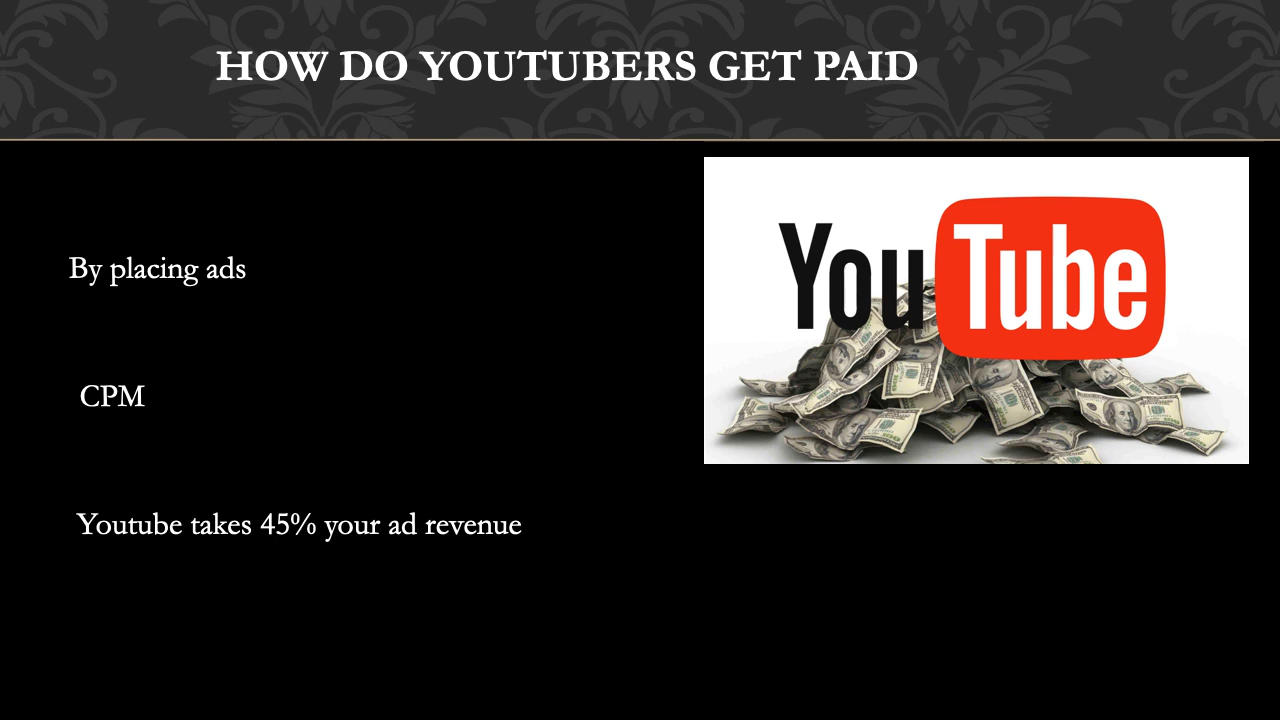 HOW DO YOUTUBERS GET PAID
By placing ads
CPM
Youtube takes 45% your ad revenue
YouTube